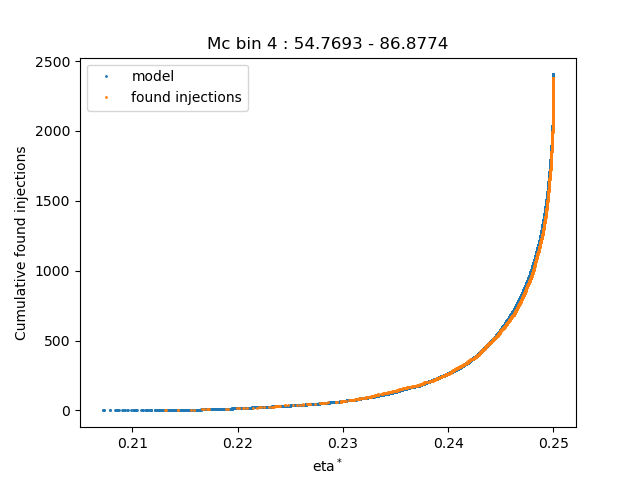 Mc bin 4 : 54.7693 - 86.8774
model
found injections
Cumulative found injections
2500
2000
1500
1000
500
0
0.21 0.22 0.23 0.24 0.25
eta*